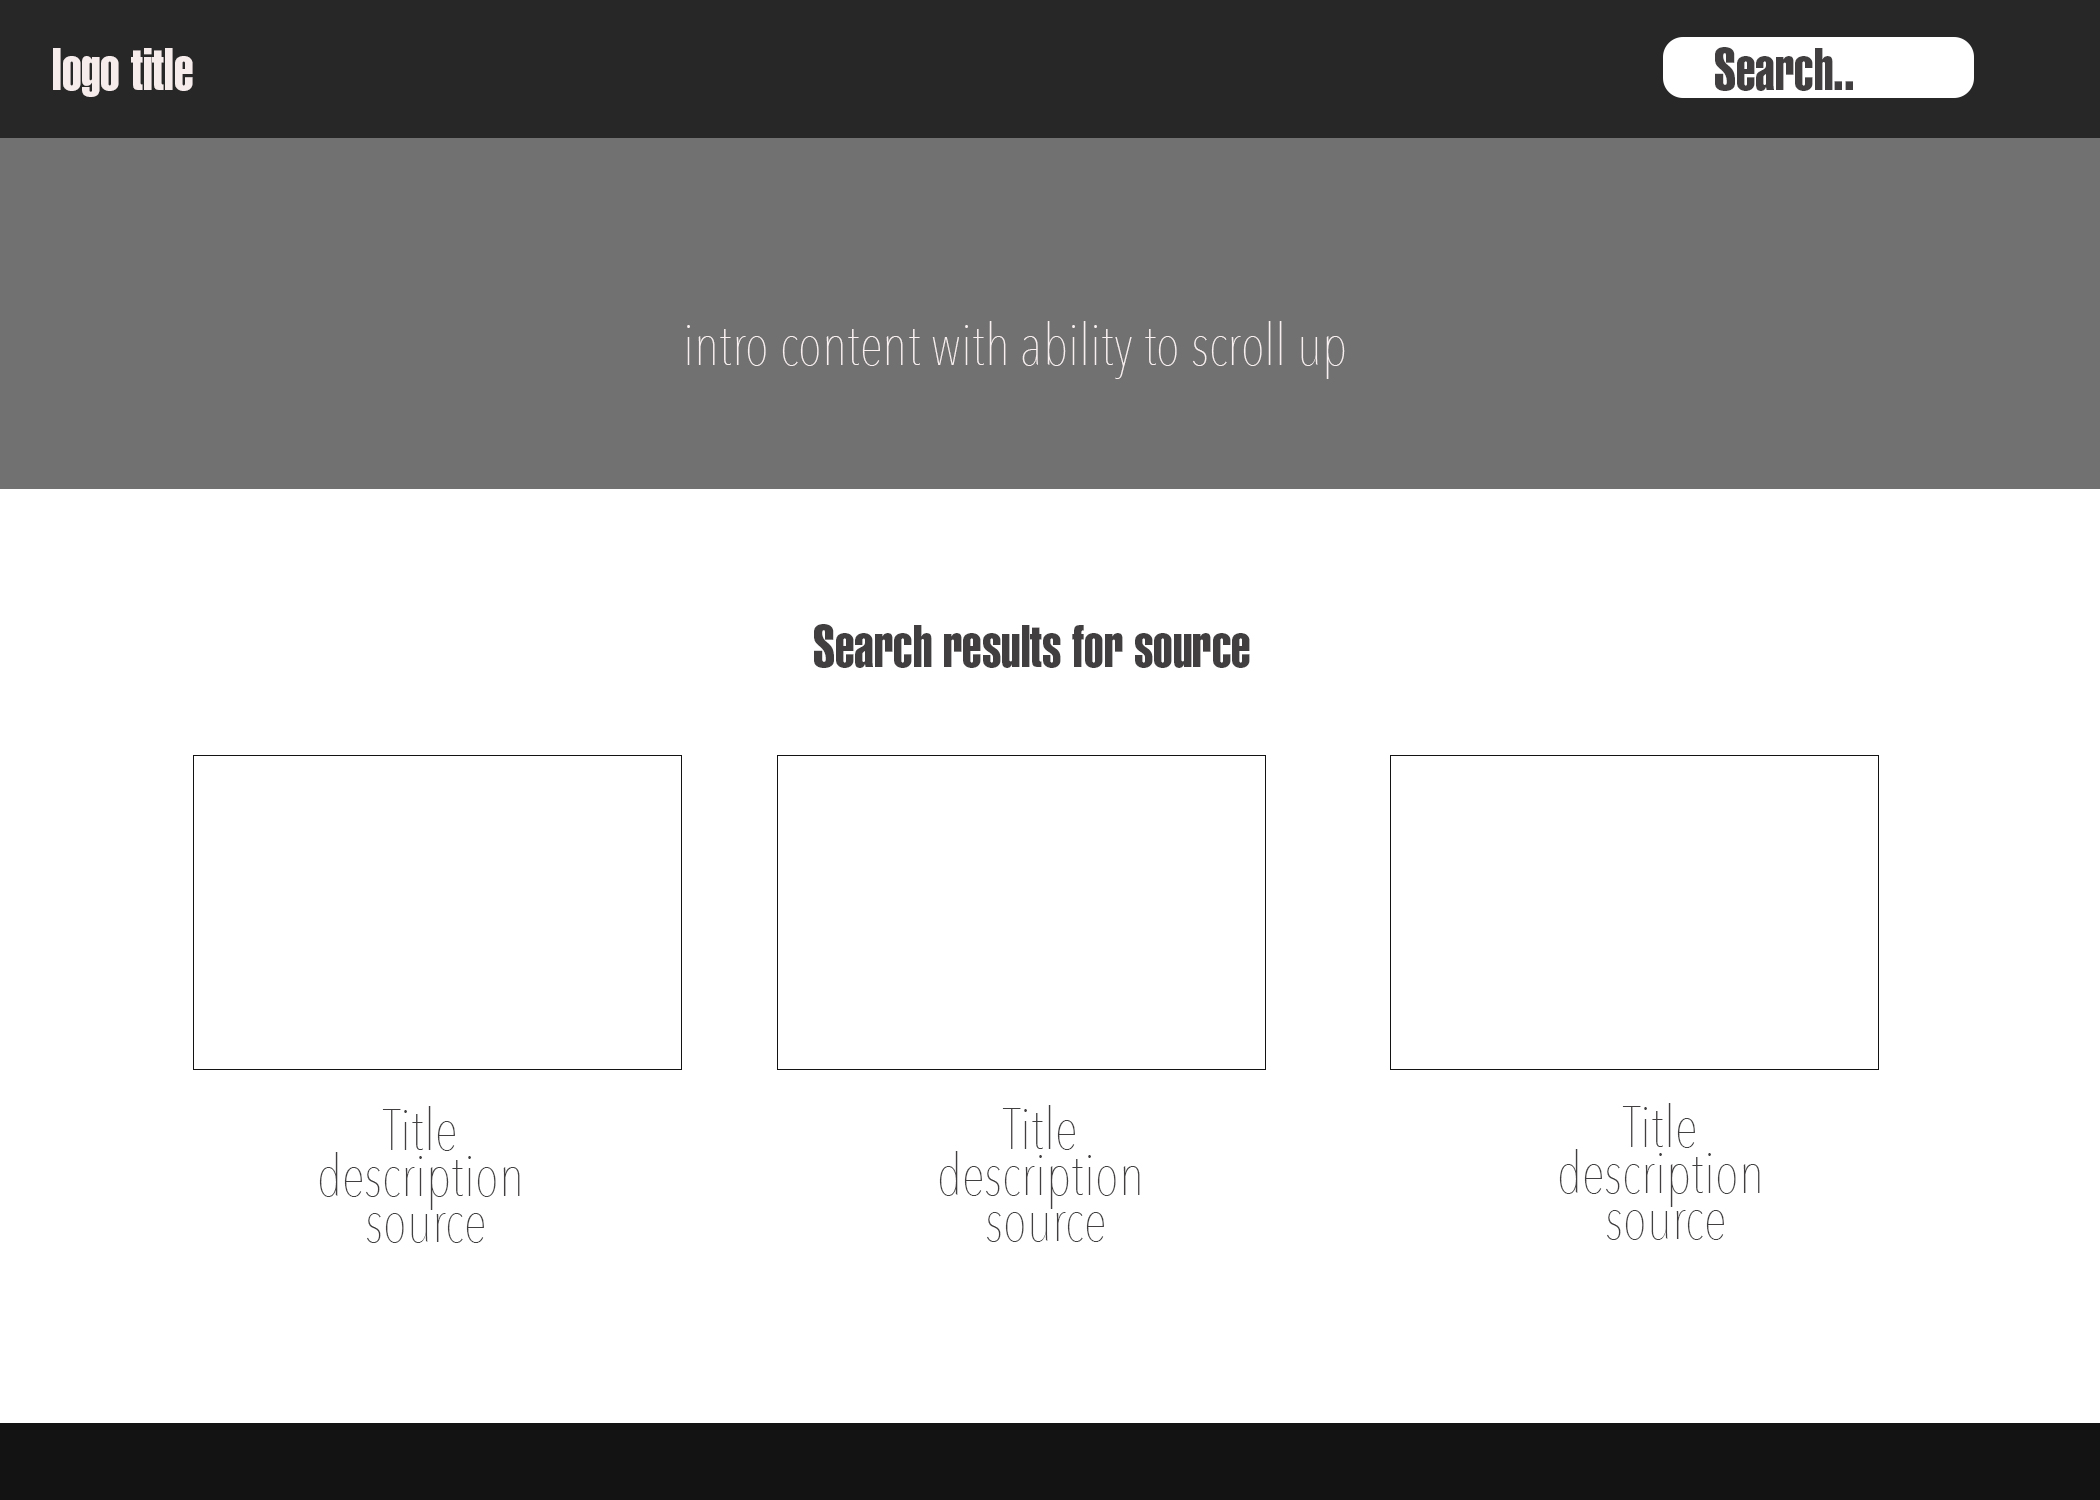 logo title
Search..
intro content with ability to scroll up
Search results for source
Title
description
source
Title
description
source
Title
description
source